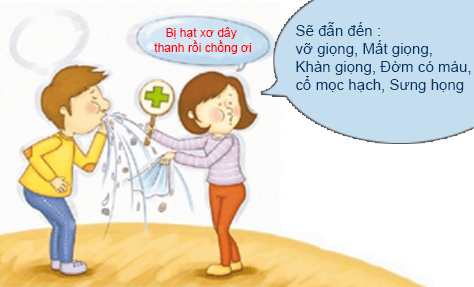 Bị hạt xơ dây
thanh rồi chồng ơi
Sẽ đẫn đến :
vỡ giọng, Mất giọng,
Khàn giọng, Đờm có máu,
cổ mọc hạch, Sưng họng